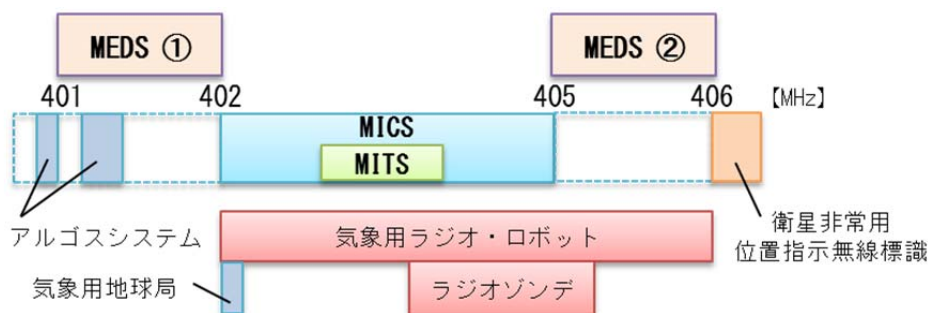 MEDS ①
MEDS ②
401
402
405
406
【MHz】
MICS
MITS
アルゴスシステム
気象用ラジオ・ロボット
衛星非常用
位置指示無線標識
気象用地球局
ラジオゾンデ